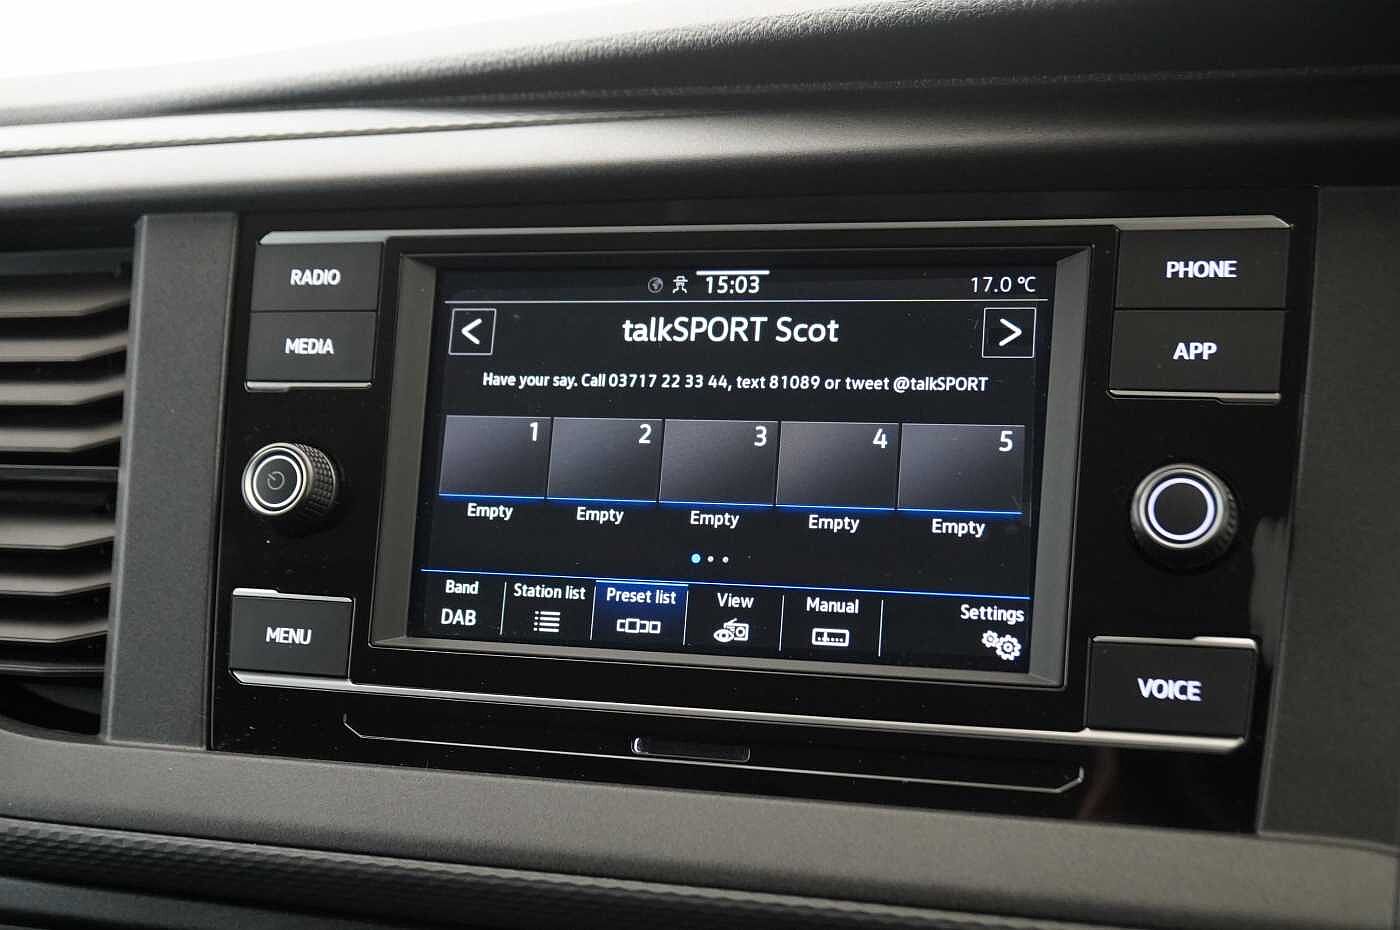 RADIO
MEDIA
MENU
15:03
17.0 °C
<
talkSPORT Scot
>
Have your say. Call 03717 22 33 44, text 81089 or tweet @talkSPORT
1 2 3 4 5
Empty Empty Empty Empty Empty
Band Station list Preset list View Manual Settings
DAB
PHONE
APP
VOICE